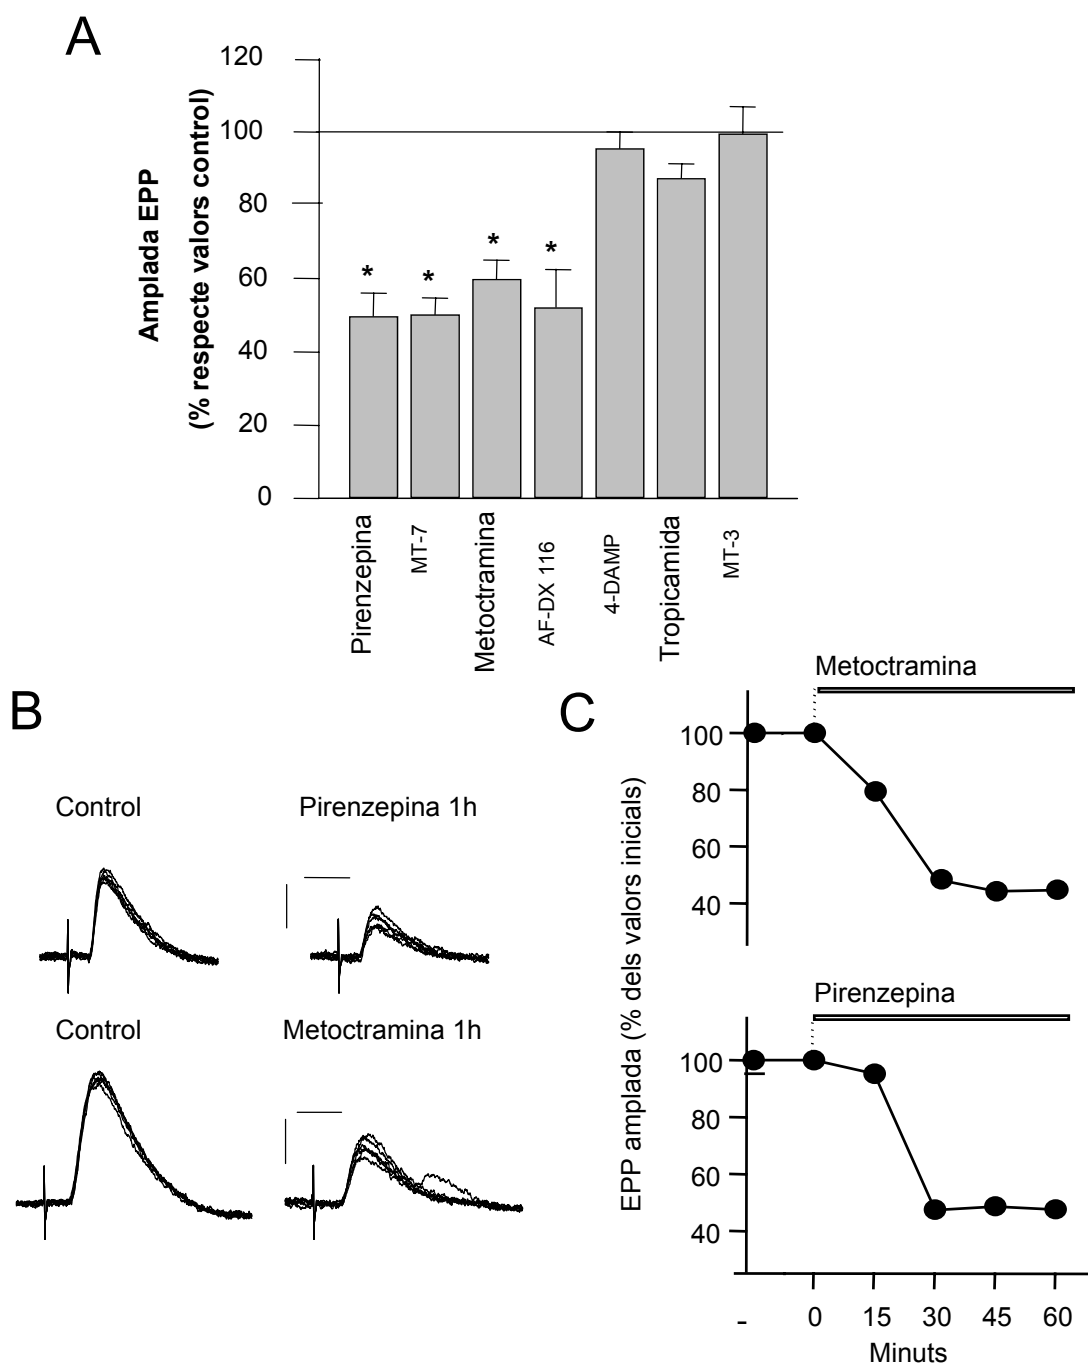 A
Amplada EPP
(% respecte valors control)
120
100
80
60
40
20
0
*
*
*
*
Pirenzepina
MT-7
Metoctramina
AF-DX 116
4-DAMP
Tropicamida
MT-3
B
Control
Pirenzepina 1h
Control
Metoctramina 1h
C
EPP amplada (% dels valors inicials)
Metoctramina
100
80
60
40
Pirenzepina
100
80
60
40
-
0
15
30
45
60
Minuts